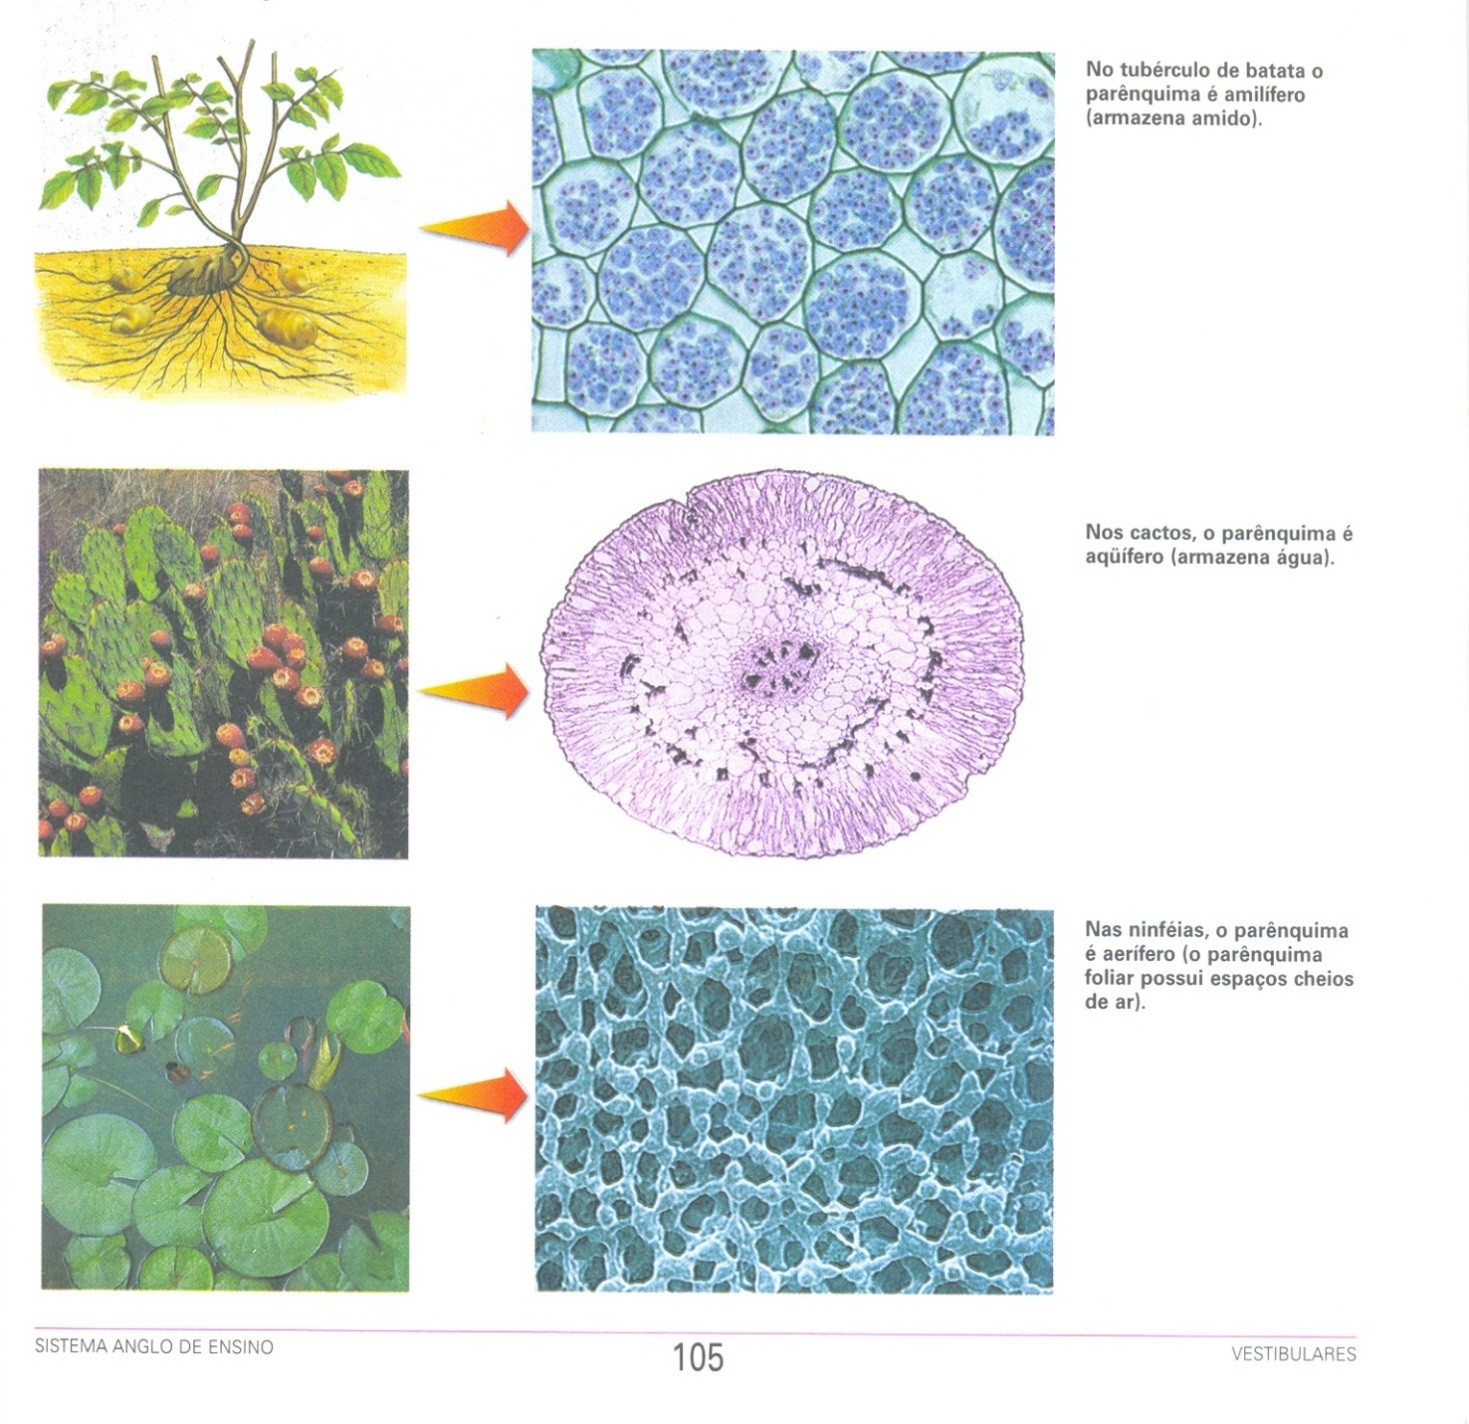 No tubérculo de batata o
parênquima é amilífero
(armazena amido).
Nos cactos, o parênquima é
aqüífero (armazena água).
Nas ninféias, o parênquima
é aerífero (o parênquima
foliar possui espaços cheios
de ar).
SISTEMA ANGLO DE ENSINO
105
VESTIBULARES